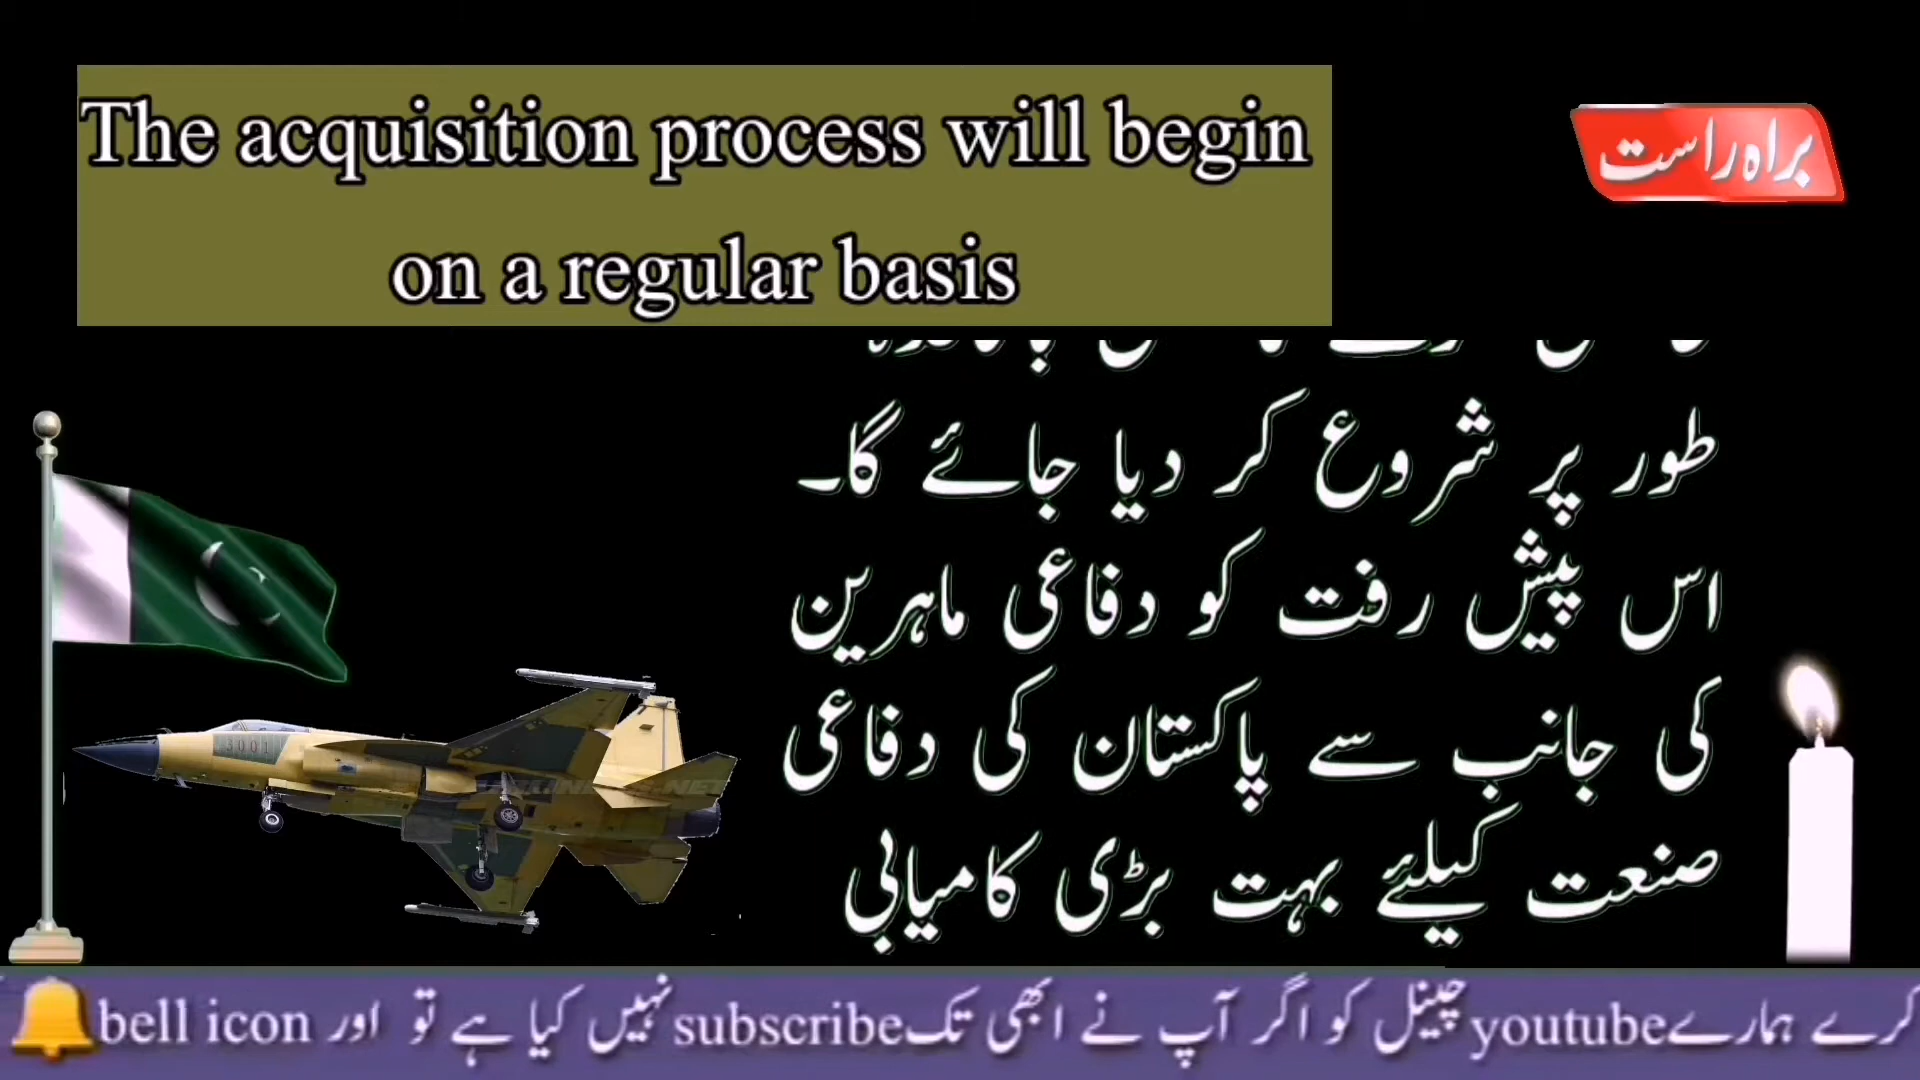 The acquisition process will begin
on a regular basis
براہ راست
طور پر شروع کر دیا جائے گا۔
اس پیش رفت کو دفاعی ماہرین
کی جانب سے پاکستان کی دفاعی
صنعت کیلئے بہت بڑی کامیابی
3001
کرے ہمارے youtube چینل کو اگر آپ نے ابھی تک subscribe نہیں کیا ہے تو اور bell icon